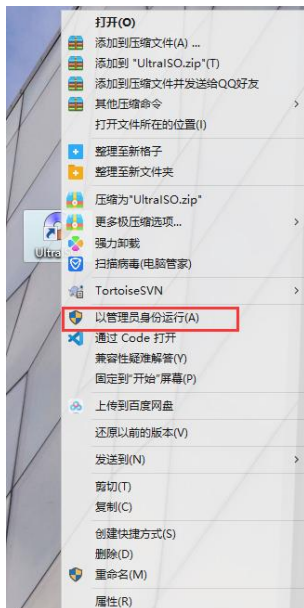 打开(O)
添加到压缩文件(A) ...
添加到 "UltraISO.zip"(T)
添加到压缩文件并发送给QQ好友
其他压缩命令
打开文件所在的位置(I)
整理至新格子
整理至新文件夹
压缩为"UltraISO.zip"
更多极压缩选项...
强力卸载
Ultra
扫描病毒(电脑管家)
TortoiseSVN
以管理员身份运行(A)
通过 Code 打开
兼容性疑难解答(Y)
固定到"开始"屏幕(P)
上传到百度网盘
还原以前的版本(V)
发送到(N)
剪切(T)
复制(C)
创建快捷方式(S)
删除(D)
重命名(M)
属性(R)